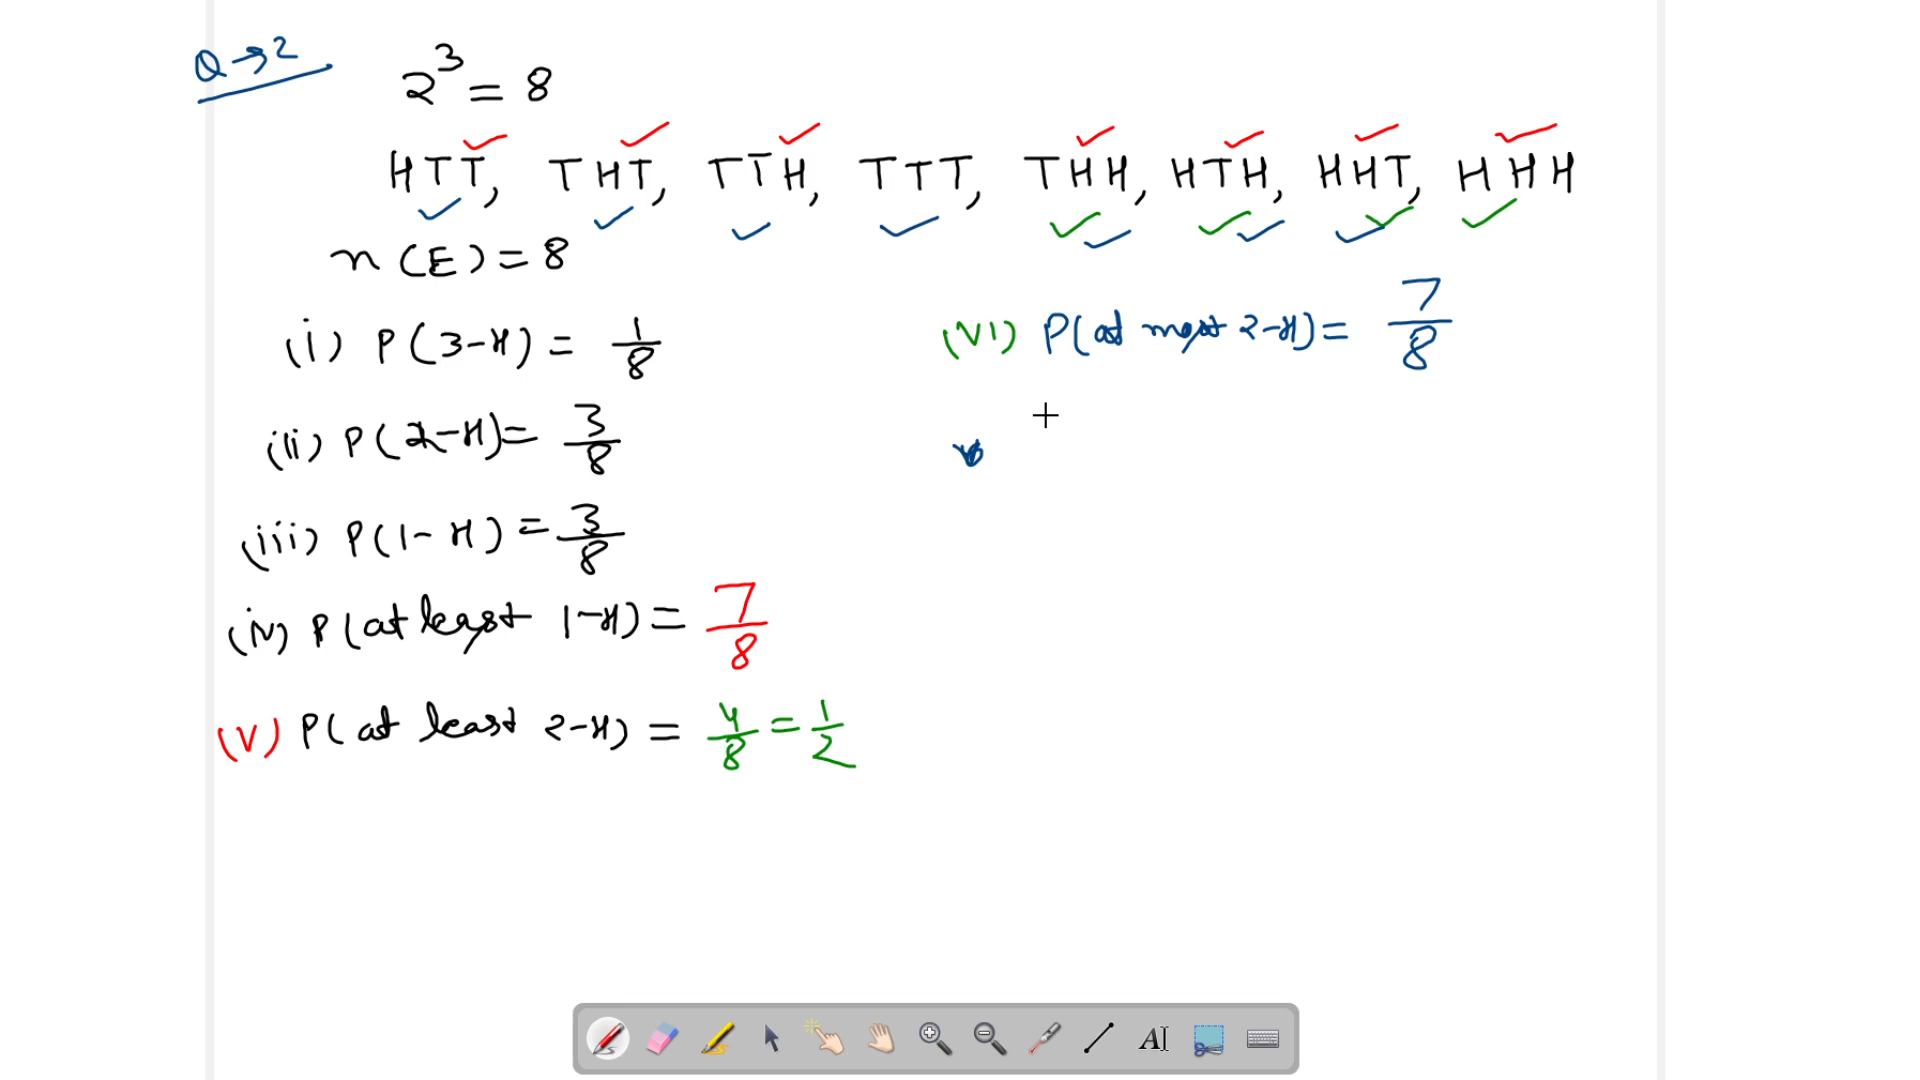 Q→2
2³ = 8
HTT, THT, TTH, TTT, THH, HTH, HHT, HHH
n(E) = 8
(i) P(3-H) = 1/8
(ii) P(2-H) = 3/8
(iii) P(1-H) = 3/8
(iv) P(at least 1-H) = 7/8
(V) P(at least 2-H) = 4/8 = 1/2
(VI) P(at most 2-H) = 7/8